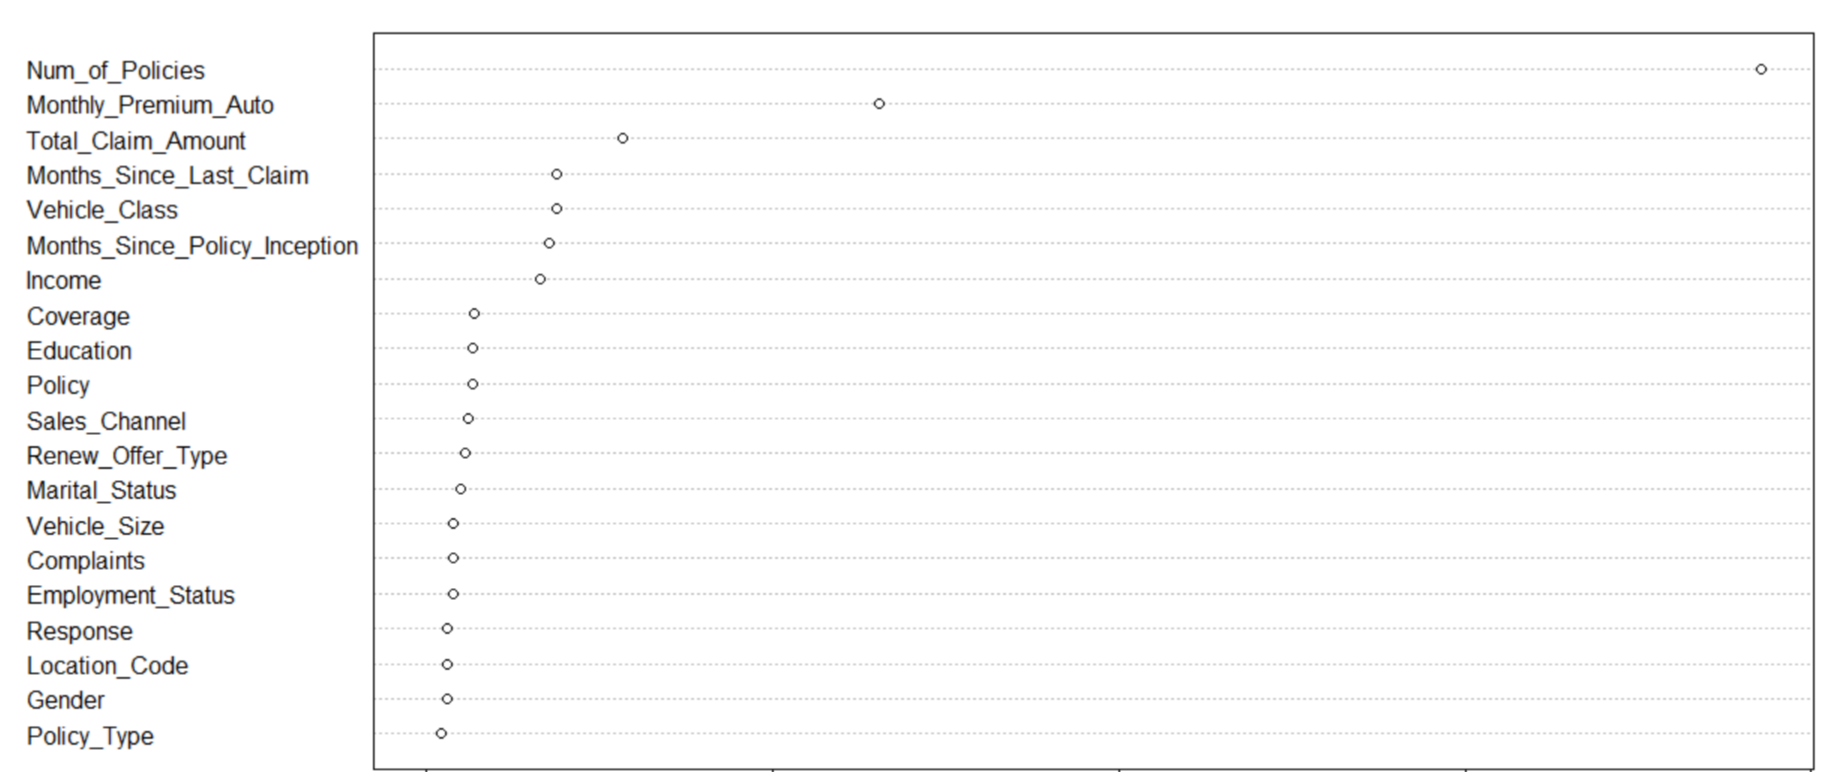 Num_of_Policies
Monthly_Premium_Auto
Total_Claim_Amount
Months_Since_Last_Claim
Vehicle_Class
Months_Since_Policy_Inception
Income
Coverage
Education
Policy
Sales_Channel
Renew_Offer_Type
Marital_Status
Vehicle_Size
Complaints
Employment_Status
Response
Location_Code
Gender
Policy_Type